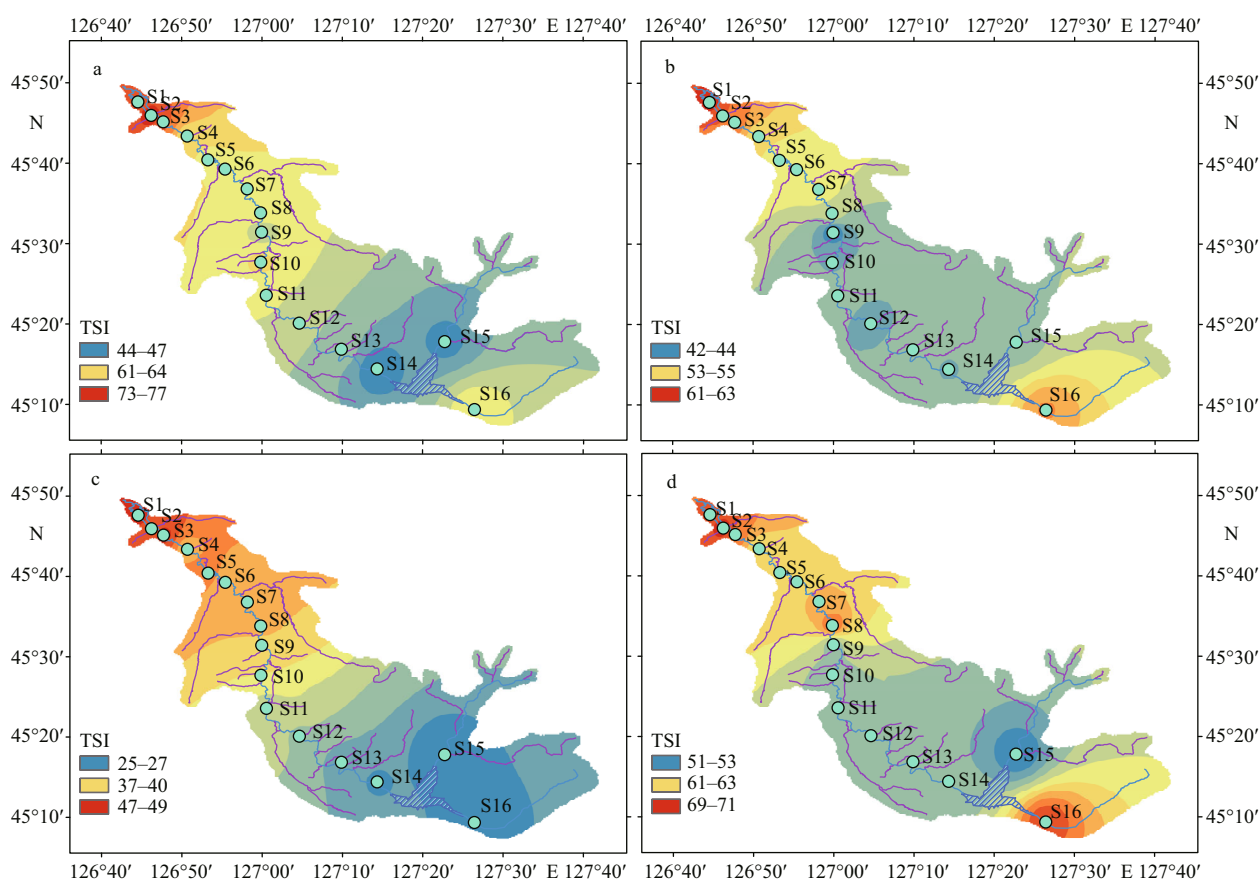 126°40′ 126°50′ 127°00′ 127°10′ 127°20′ E 127°40′ 126°40′ 126°50′ 127°00′ 127°10′ 127°20′ E 127°40′
a
45°50′
N
45°40′
45°30′
45°20′
45°10′
S1
S2
S3
S4
S5
S6
S7
S8
S9
S10
S11
S12
S13
S14
S15
S16
TSI
44–47
61–64
73–77
b
45°50′
N
45°40′
45°30′
45°20′
45°10′
S1
S2
S3
S4
S5
S6
S7
S8
S9
S10
S11
S12
S13
S14
S15
S16
TSI
42–44
53–55
61–63
c
45°50′
N
45°40′
45°30′
45°20′
45°10′
S1
S2
S3
S4
S5
S6
S7
S8
S9
S10
S11
S12
S13
S14
S15
S16
TSI
25–27
37–40
47–49
d
45°50′
N
45°40′
45°30′
45°20′
45°10′
S1
S2
S3
S4
S5
S6
S7
S8
S9
S10
S11
S12
S13
S14
S15
S16
TSI
51–53
61–63
69–71
126°40′ 126°50′ 127°00′ 127°10′ 127°20′ E 127°40′ 126°40′ 126°50′ 127°00′ 127°10′ 127°20′ E 127°40′